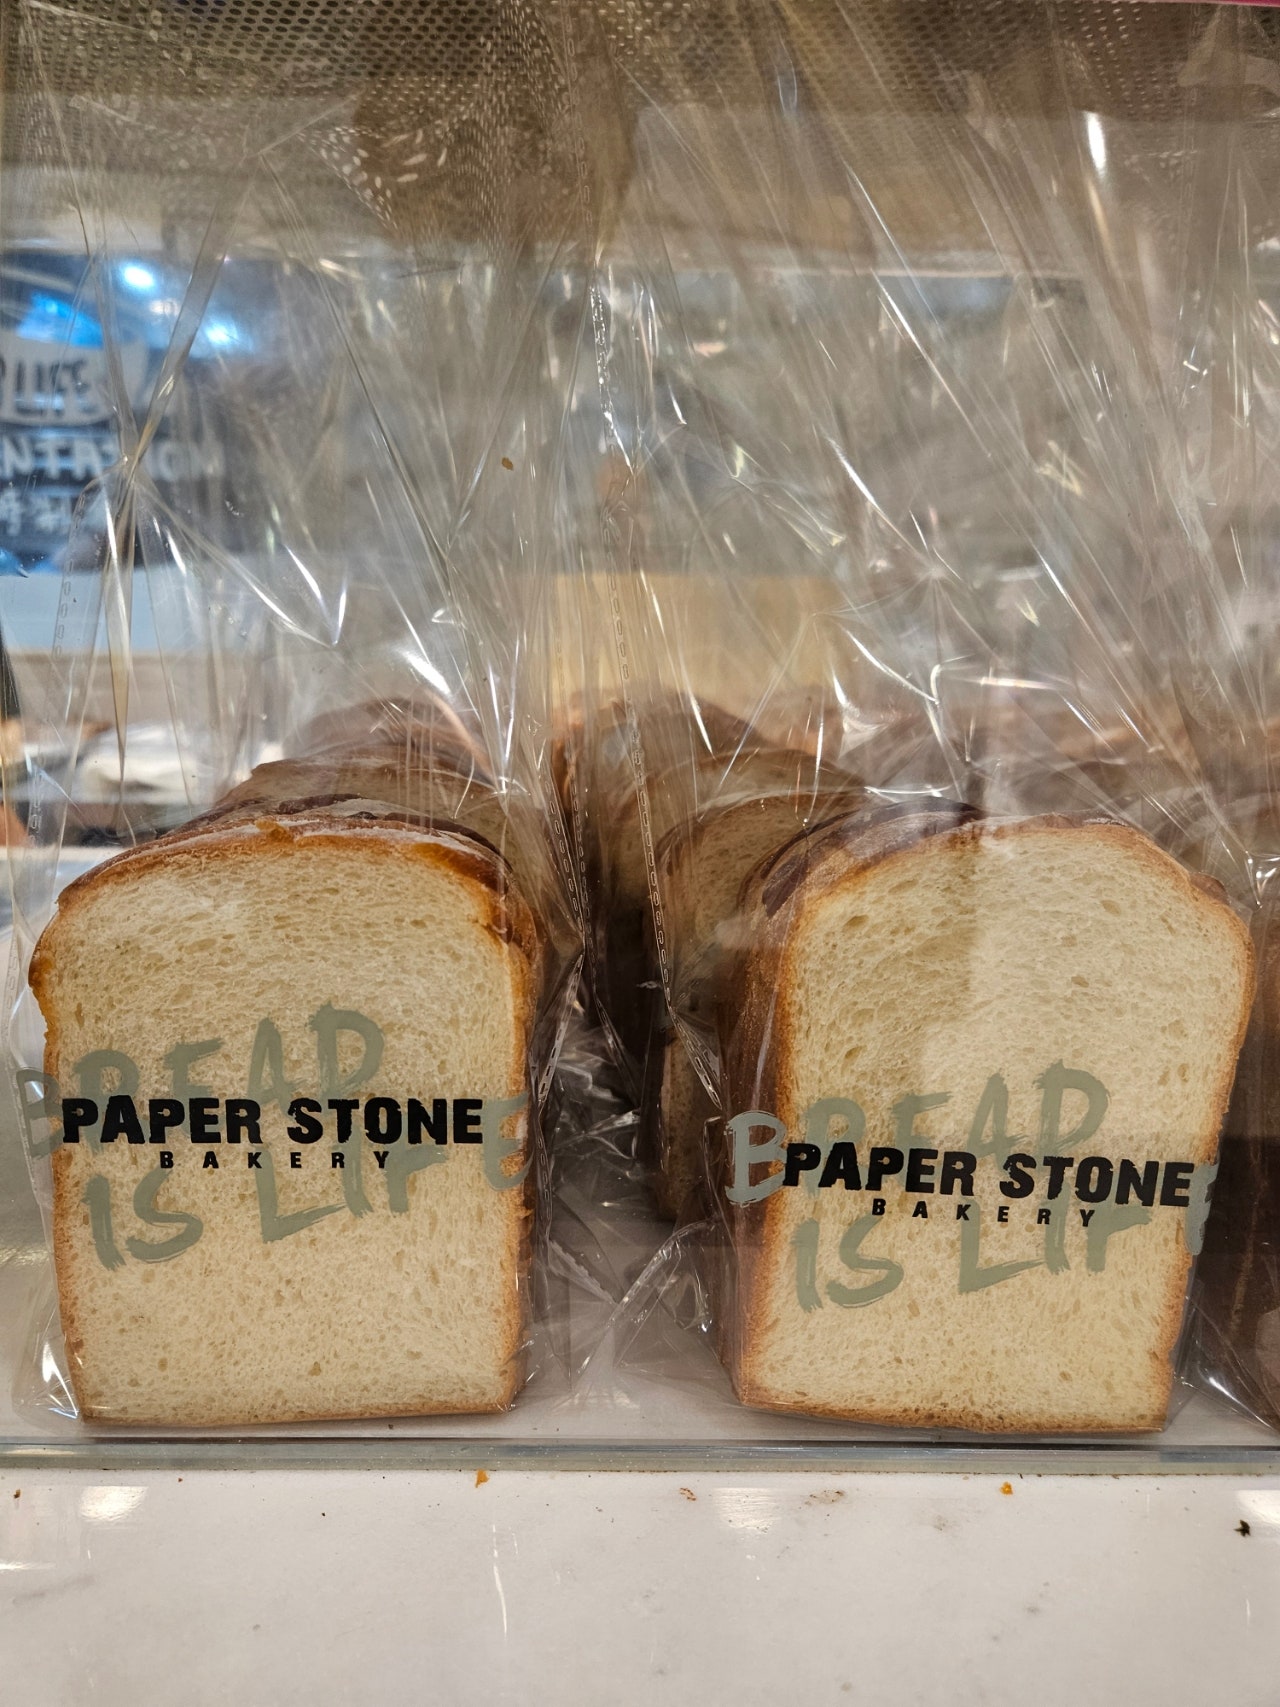 BREAD
PAPER STONE
BAKERY
IS LIFE
BREAD
PAPER STONE
BAKERY
IS LIFE